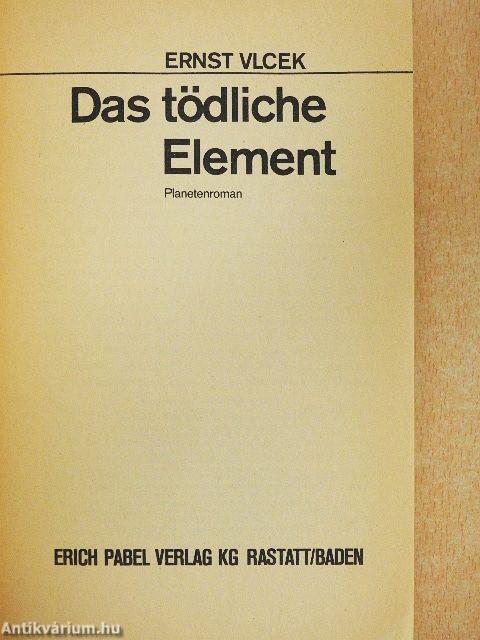 ERNST VLCEK
Das tödliche
Element
Planetenroman
ERICH PABEL VERLAG KG RASTATT/BADEN
Antikvárium.hu